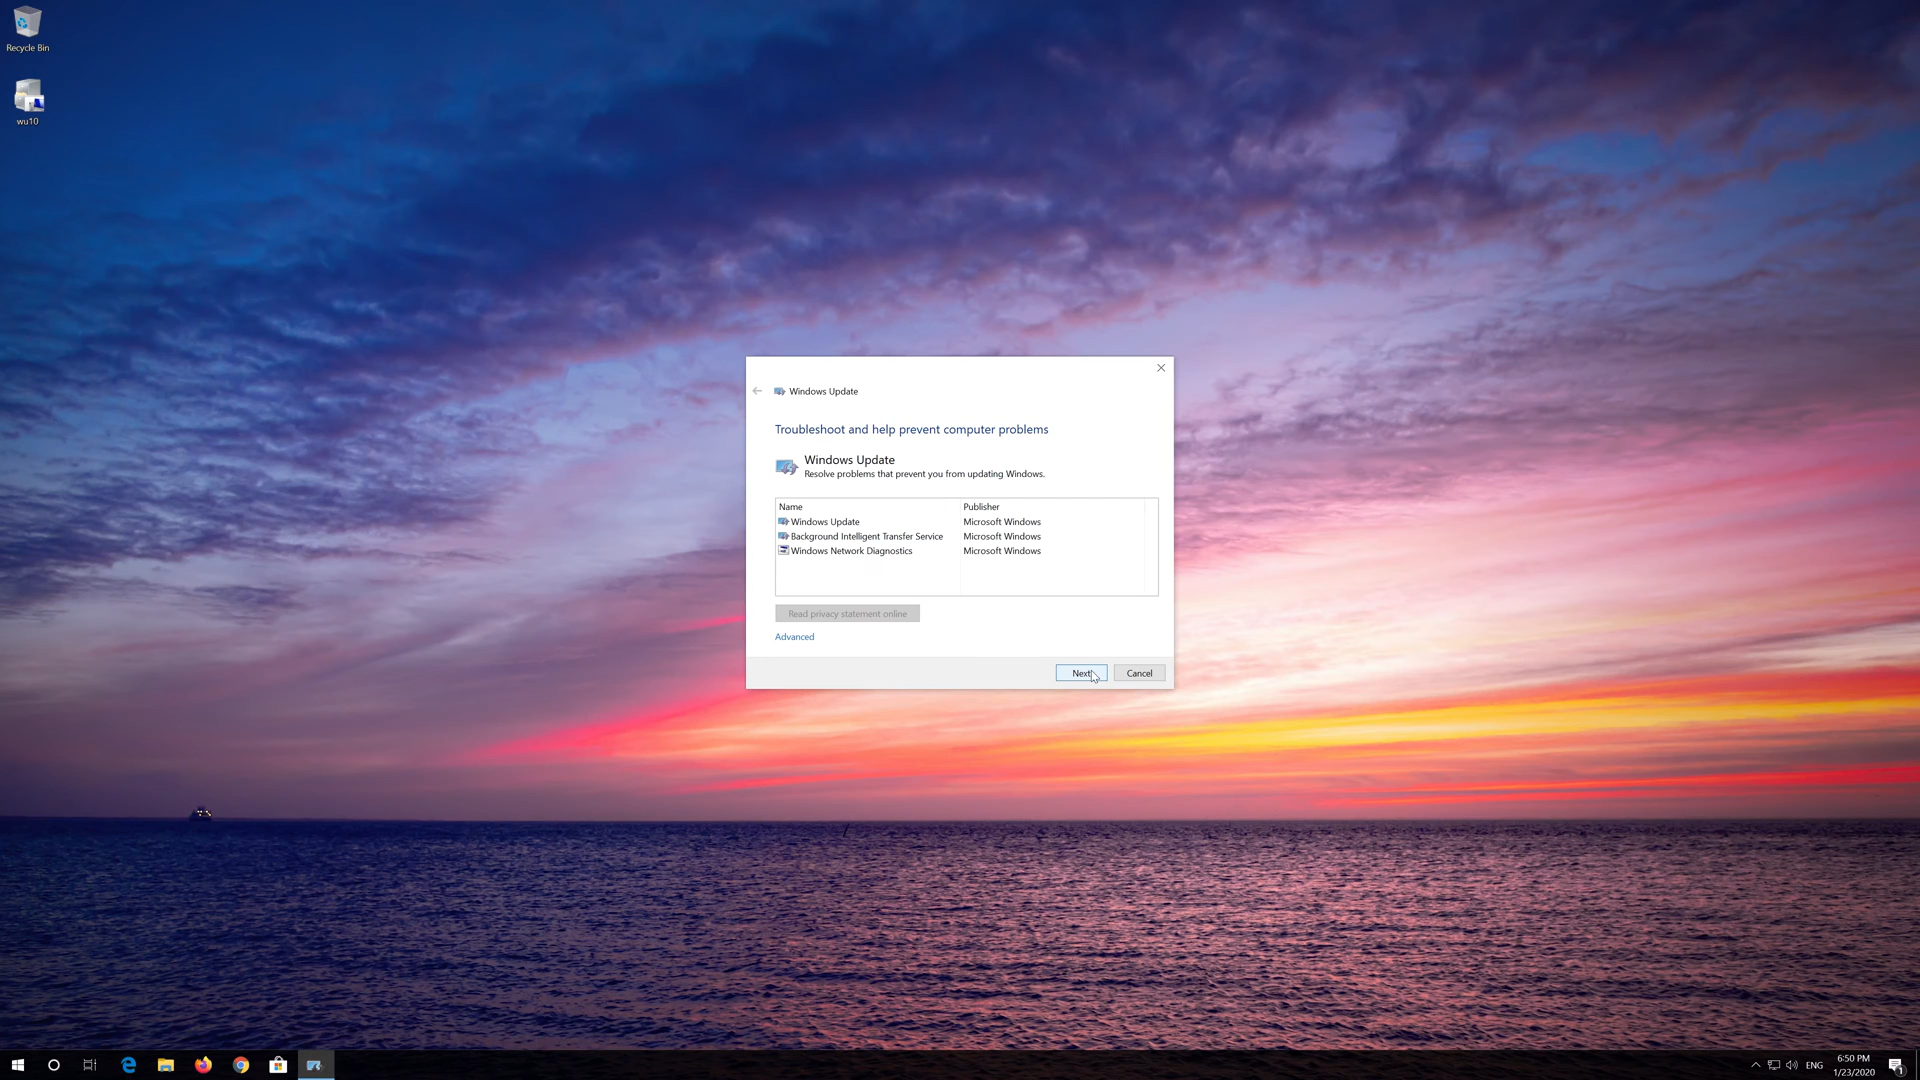 Recycle Bin
wu10
Windows Update
Troubleshoot and help prevent computer problems
Windows Update
Resolve problems that prevent you from updating Windows.
Name Publisher
Windows Update Microsoft Windows
Background Intelligent Transfer Service Microsoft Windows
Windows Network Diagnostics Microsoft Windows
Read privacy statement online
Advanced
Next Cancel
ENG
6:50 PM
1/23/2020
1